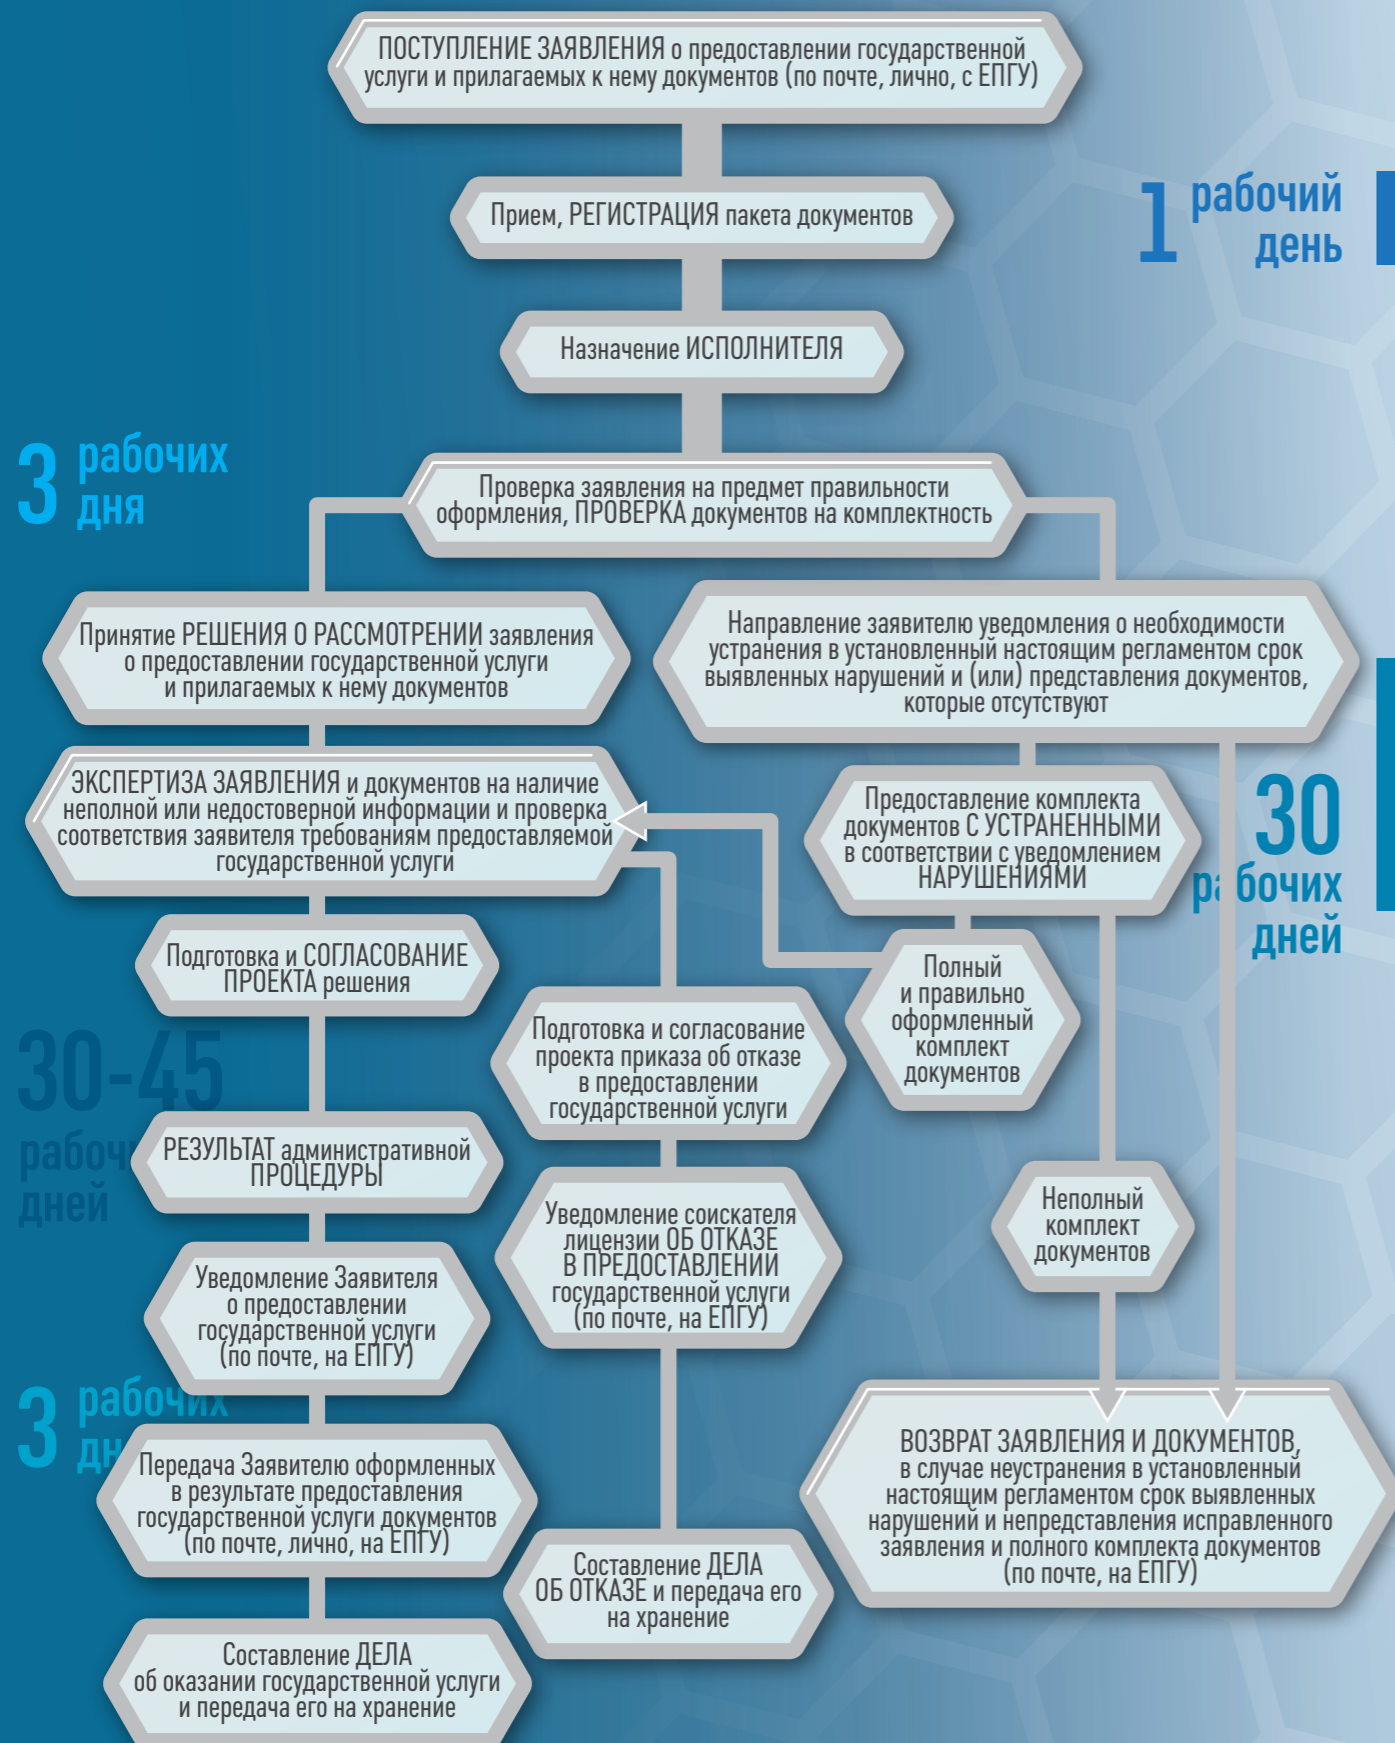 ПОСТУПЛЕНИЕ ЗАЯВЛЕНИЯ о предоставлении государственной
услуги и прилагаемых к нему документов (по почте, лично, с ЕПГУ)
Прием, РЕГИСТРАЦИЯ пакета документов
1 рабочий
день
Назначение ИСПОЛНИТЕЛЯ
3 рабочих
дня
Проверка заявления на предмет правильности
оформления, ПРОВЕРКА документов на комплектность
Принятие РЕШЕНИЯ О РАССМОТРЕНИИ заявления
о предоставлении государственной услуги
и прилагаемых к нему документов
Направление заявителю уведомления о необходимости
устранения в установленный настоящим регламентом срок
выявленных нарушений и (или) представления документов,
которые отсутствуют
ЭКСПЕРТИЗА ЗАЯВЛЕНИЯ и документов на наличие
неполной или недостоверной информации и проверка
соответствия заявителя требованиям предоставляемой
государственной услуги
Предоставление комплекта
документов С УСТРАНЕННЫМИ
в соответствии с уведомлением
НАРУШЕНИЯМИ
30
рабочих
дней
Подготовка и СОГЛАСОВАНИЕ
ПРОЕКТА решения
Полный
и правильно
оформленный
комплект
документов
Подготовка и согласование
проекта приказа об отказе
в предоставлении
государственной услуги
30-45
рабочи
дней
РЕЗУЛЬТАТ административной
ПРОЦЕДУРЫ
Уведомление соискателя
лицензии ОБ ОТКАЗЕ
В ПРЕДОСТАВЛЕНИИ
государственной услуги
(по почте, на ЕПГУ)
Неполный
комплект
документов
Уведомление Заявителя
о предоставлении
государственной услуги
(по почте, на ЕПГУ)
3 рабочих
дн
Передача Заявителю оформленных
в результате предоставления
государственной услуги документов
(по почте, лично, на ЕПГУ)
ВОЗВРАТ ЗАЯВЛЕНИЯ И ДОКУМЕНТОВ,
в случае неустранения в установленный
настоящим регламентом срок выявленных
нарушений и непредставления исправленного
заявления и полного комплекта документов
(по почте, на ЕПГУ)
Составление ДЕЛА
ОБ ОТКАЗЕ и передача его
на хранение
Составление ДЕЛА
об оказании государственной услуги
и передача его на хранение